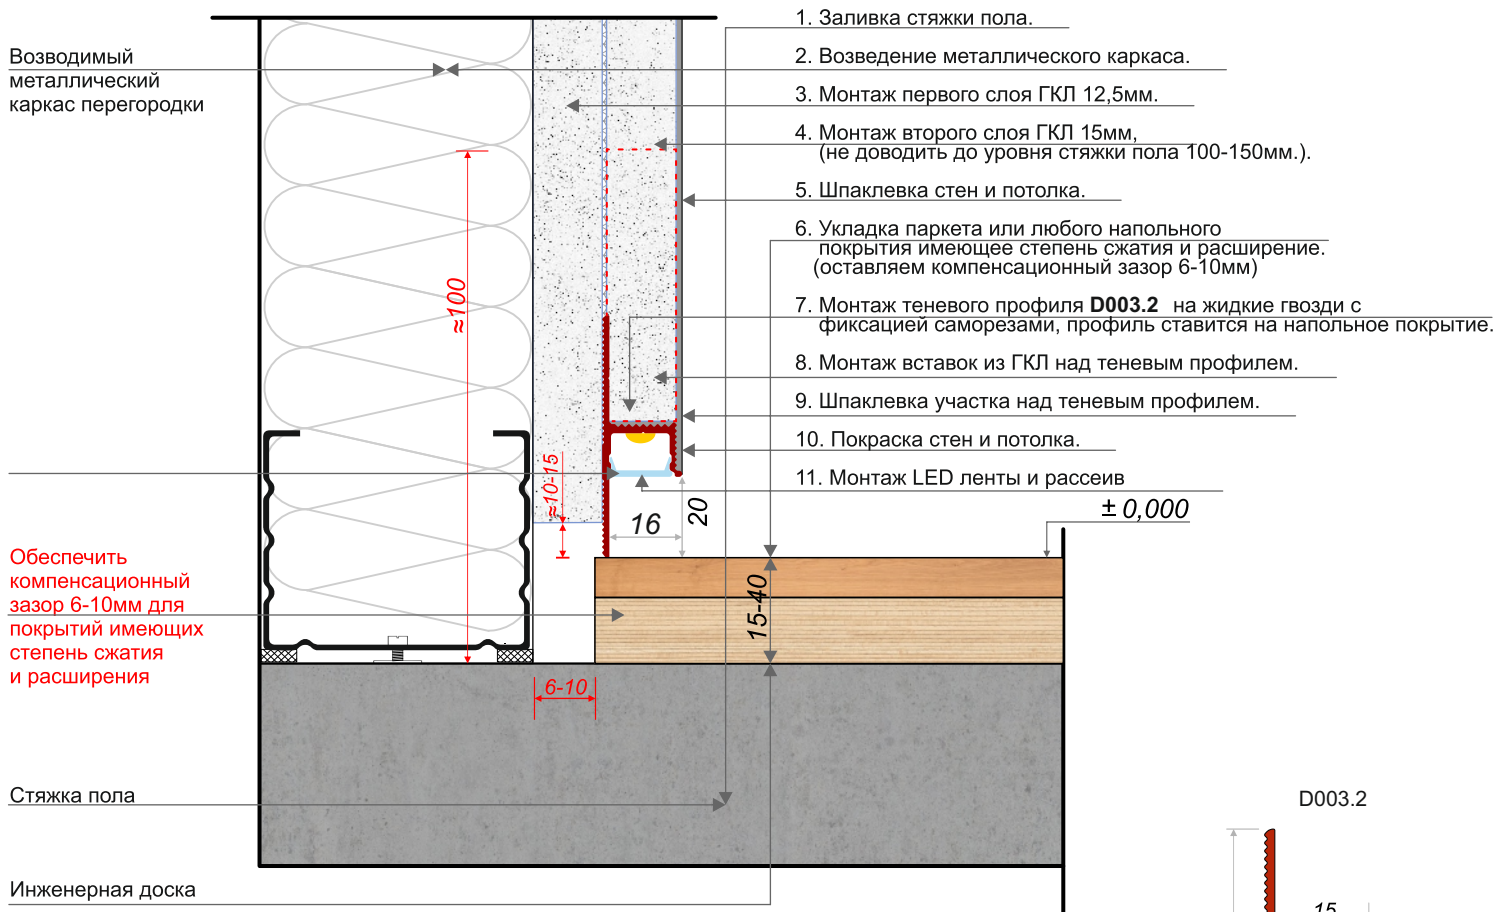 Возводимый
металлический
каркас перегородки
1. Заливка стяжки пола.
2. Возведение металлического каркаса.
3. Монтаж первого слоя ГКЛ 12,5мм.
4. Монтаж второго слоя ГКЛ 15мм,
(не доводить до уровня стяжки пола 100-150мм.).
5. Шпаклевка стен и потолка.
6. Укладка паркета или любого напольного
покрытия имеющее степень сжатия и расширение.
(оставляем компенсационный зазор 6-10мм)
7. Монтаж теневого профиля D003.2 на жидкие гвозди с
фиксацией саморезами, профиль ставится на напольное покрытие.
8. Монтаж вставок из ГКЛ над теневым профилем.
9. Шпаклевка участка над теневым профилем.
10. Покраска стен и потолка.
11. Монтаж LED ленты и рассеив
± 0,000
≈100
≈10-15
16
20
15-40
6-10
Обеспечить
компенсационный
зазор 6-10мм для
покрытий имеющих
степень сжатия
и расширения
Стяжка пола
Инженерная доска
D003.2
15